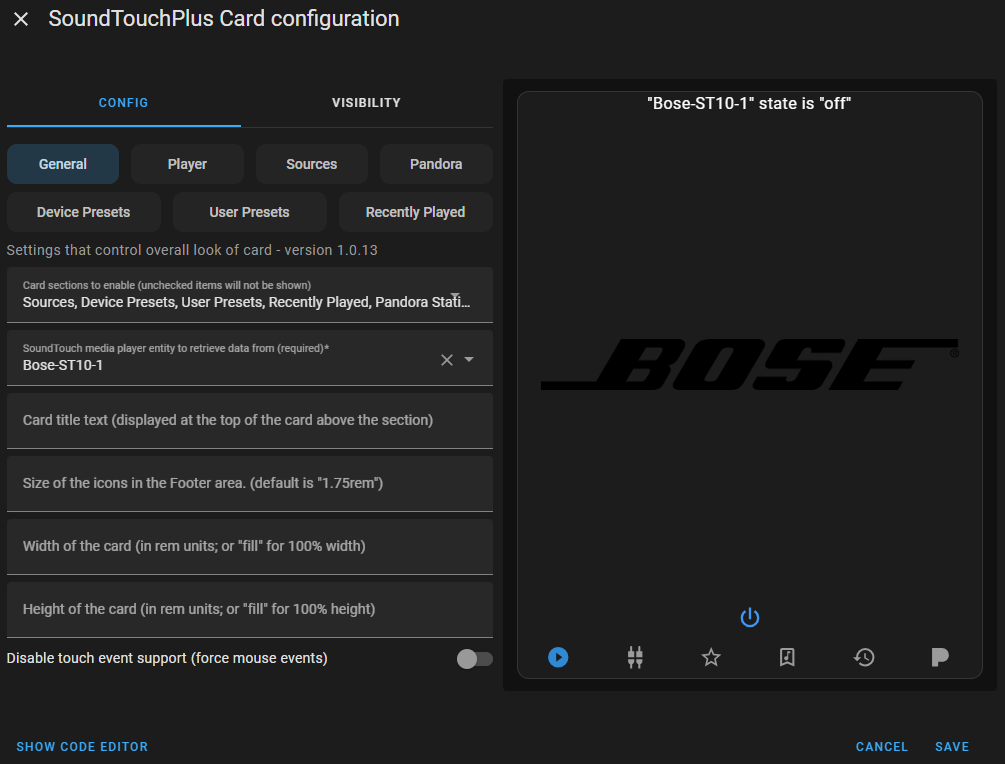 SoundTouchPlus Card configuration
CONFIG
VISIBILITY
General
Player
Sources
Pandora
Device Presets
User Presets
Recently Played
Settings that control overall look of card - version 1.0.13
Card sections to enable (unchecked items will not be shown)
Sources, Device Presets, User Presets, Recently Played, Pandora Stati...
SoundTouch media player entity to retrieve data from (required)*
Bose-ST10-1
Card title text (displayed at the top of the card above the section)
Size of the icons in the Footer area. (default is "1.75rem")
Width of the card (in rem units; or "fill" for 100% width)
Height of the card (in rem units; or "fill" for 100% height)
Disable touch event support (force mouse events)
SHOW CODE EDITOR
"Bose-ST10-1" state is "off"
BOSE®
CANCEL
SAVE